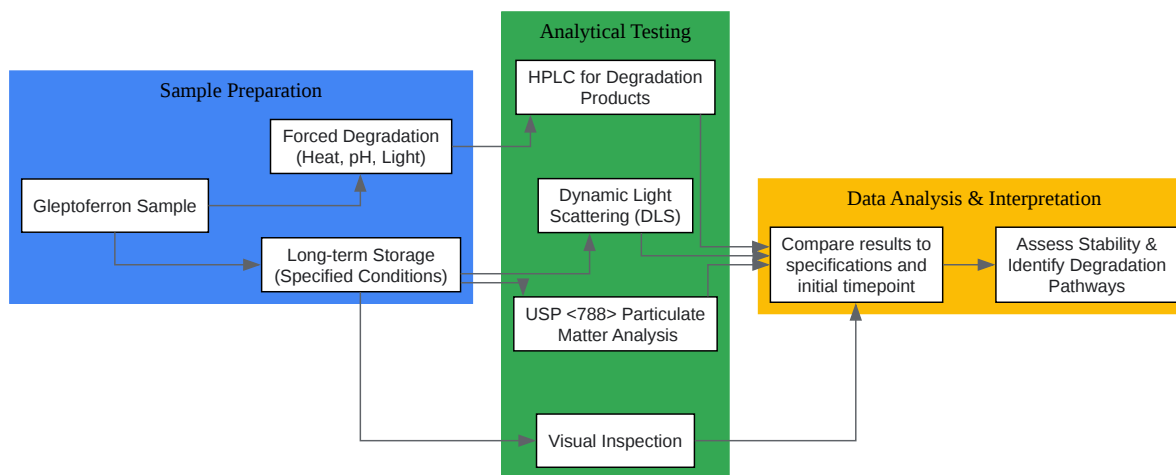 Sample Preparation
Gleptoferron Sample
Forced Degradation
(Heat, pH, Light)
Long-term Storage
(Specified Conditions)
Analytical Testing
HPLC for Degradation
Products
Dynamic Light
Scattering (DLS)
USP <788> Particulate
Matter Analysis
Visual Inspection
Data Analysis & Interpretation
Compare results to
specifications and
initial timepoint
Assess Stability &
Identify Degradation
Pathways